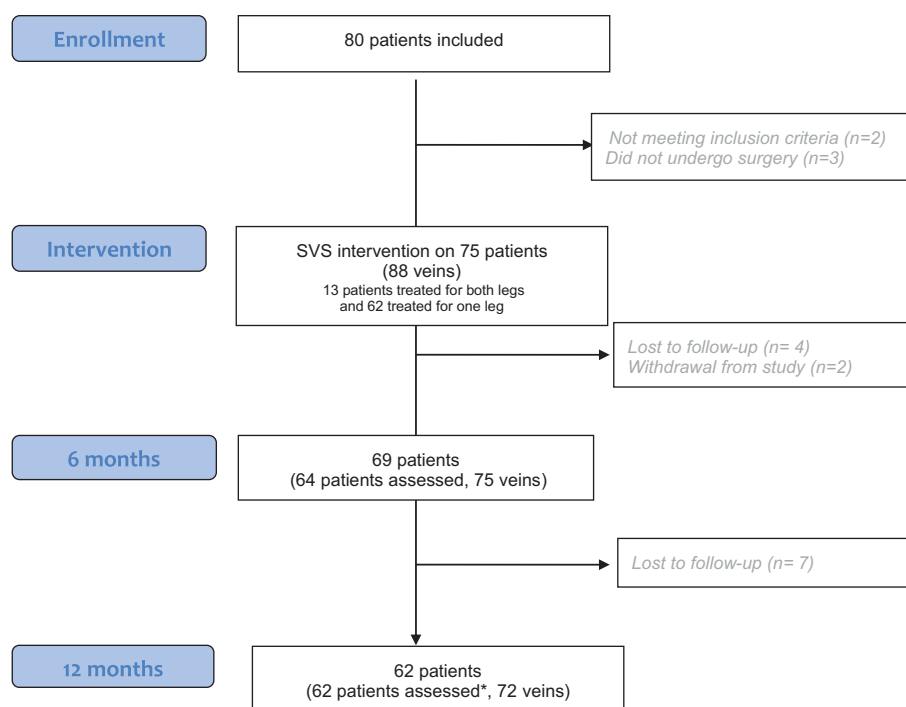 Enrollment
80 patients included
Not meeting inclusion criteria (n=2)
Did not undergo surgery (n=3)
Intervention
SVS intervention on 75 patients
(88 veins)
13 patients treated for both legs
and 62 treated for one leg
Lost to follow-up (n= 4)
Withdrawal from study (n=2)
6 months
69 patients
(64 patients assessed, 75 veins)
Lost to follow-up (n= 7)
12 months
62 patients
(62 patients assessed*, 72 veins)